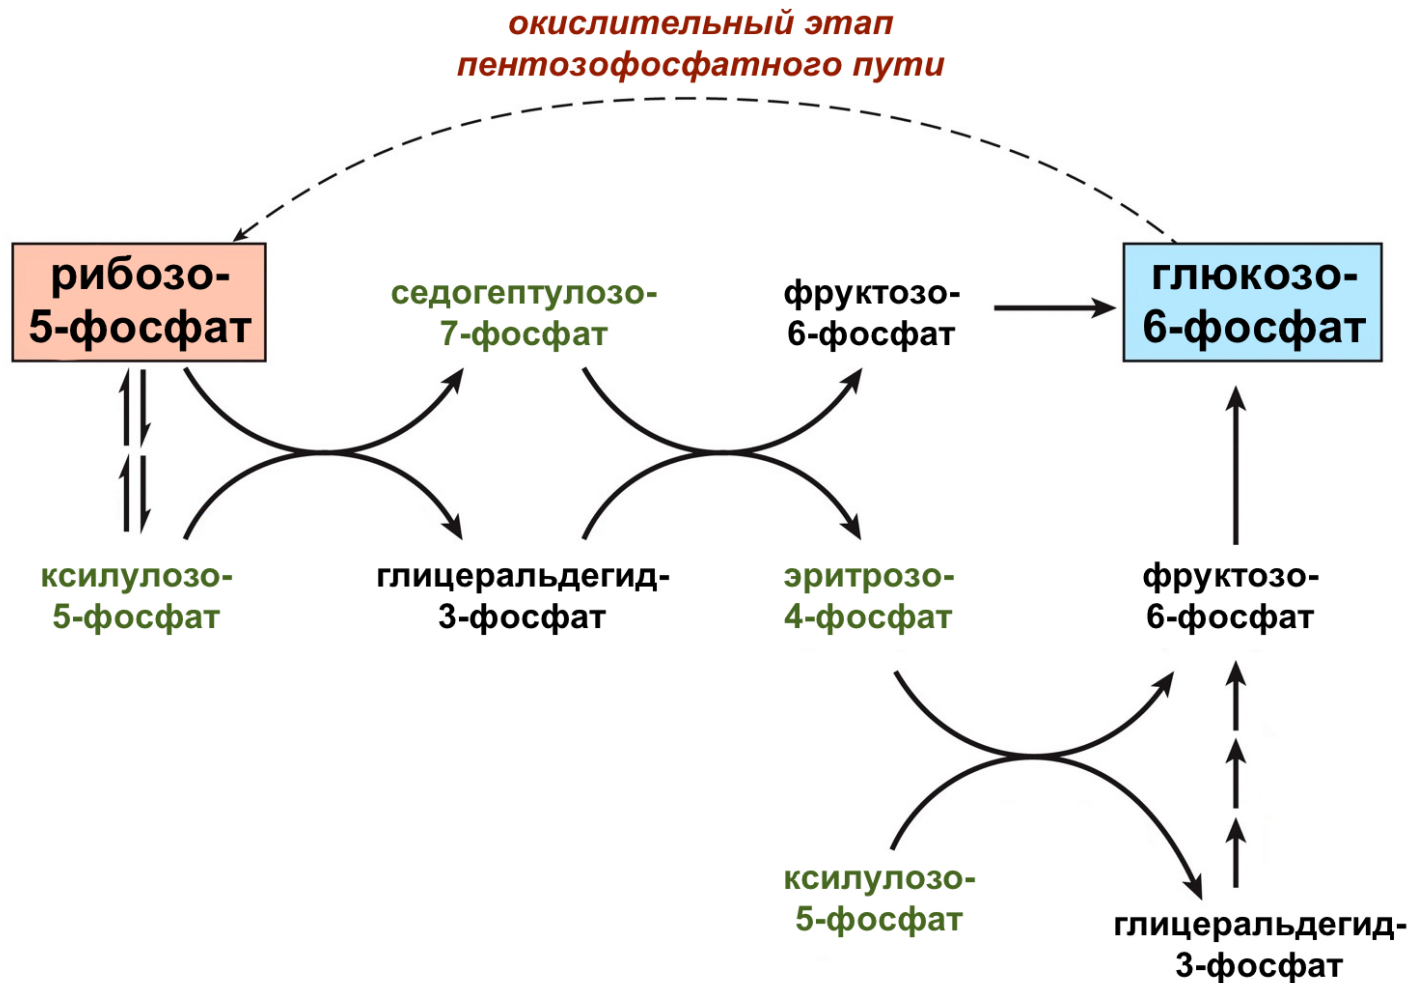 окислительный этап
пентозофосфатного пути
рибозо-
5-фосфат
седогептулозо-
7-фосфат
фруктозо-
6-фосфат
глюкозо-
6-фосфат
ксилулозо-
5-фосфат
глицеральдегид-
3-фосфат
эритрозо-
4-фосфат
фруктозо-
6-фосфат
ксилулозо-
5-фосфат
глицеральдегид-
3-фосфат